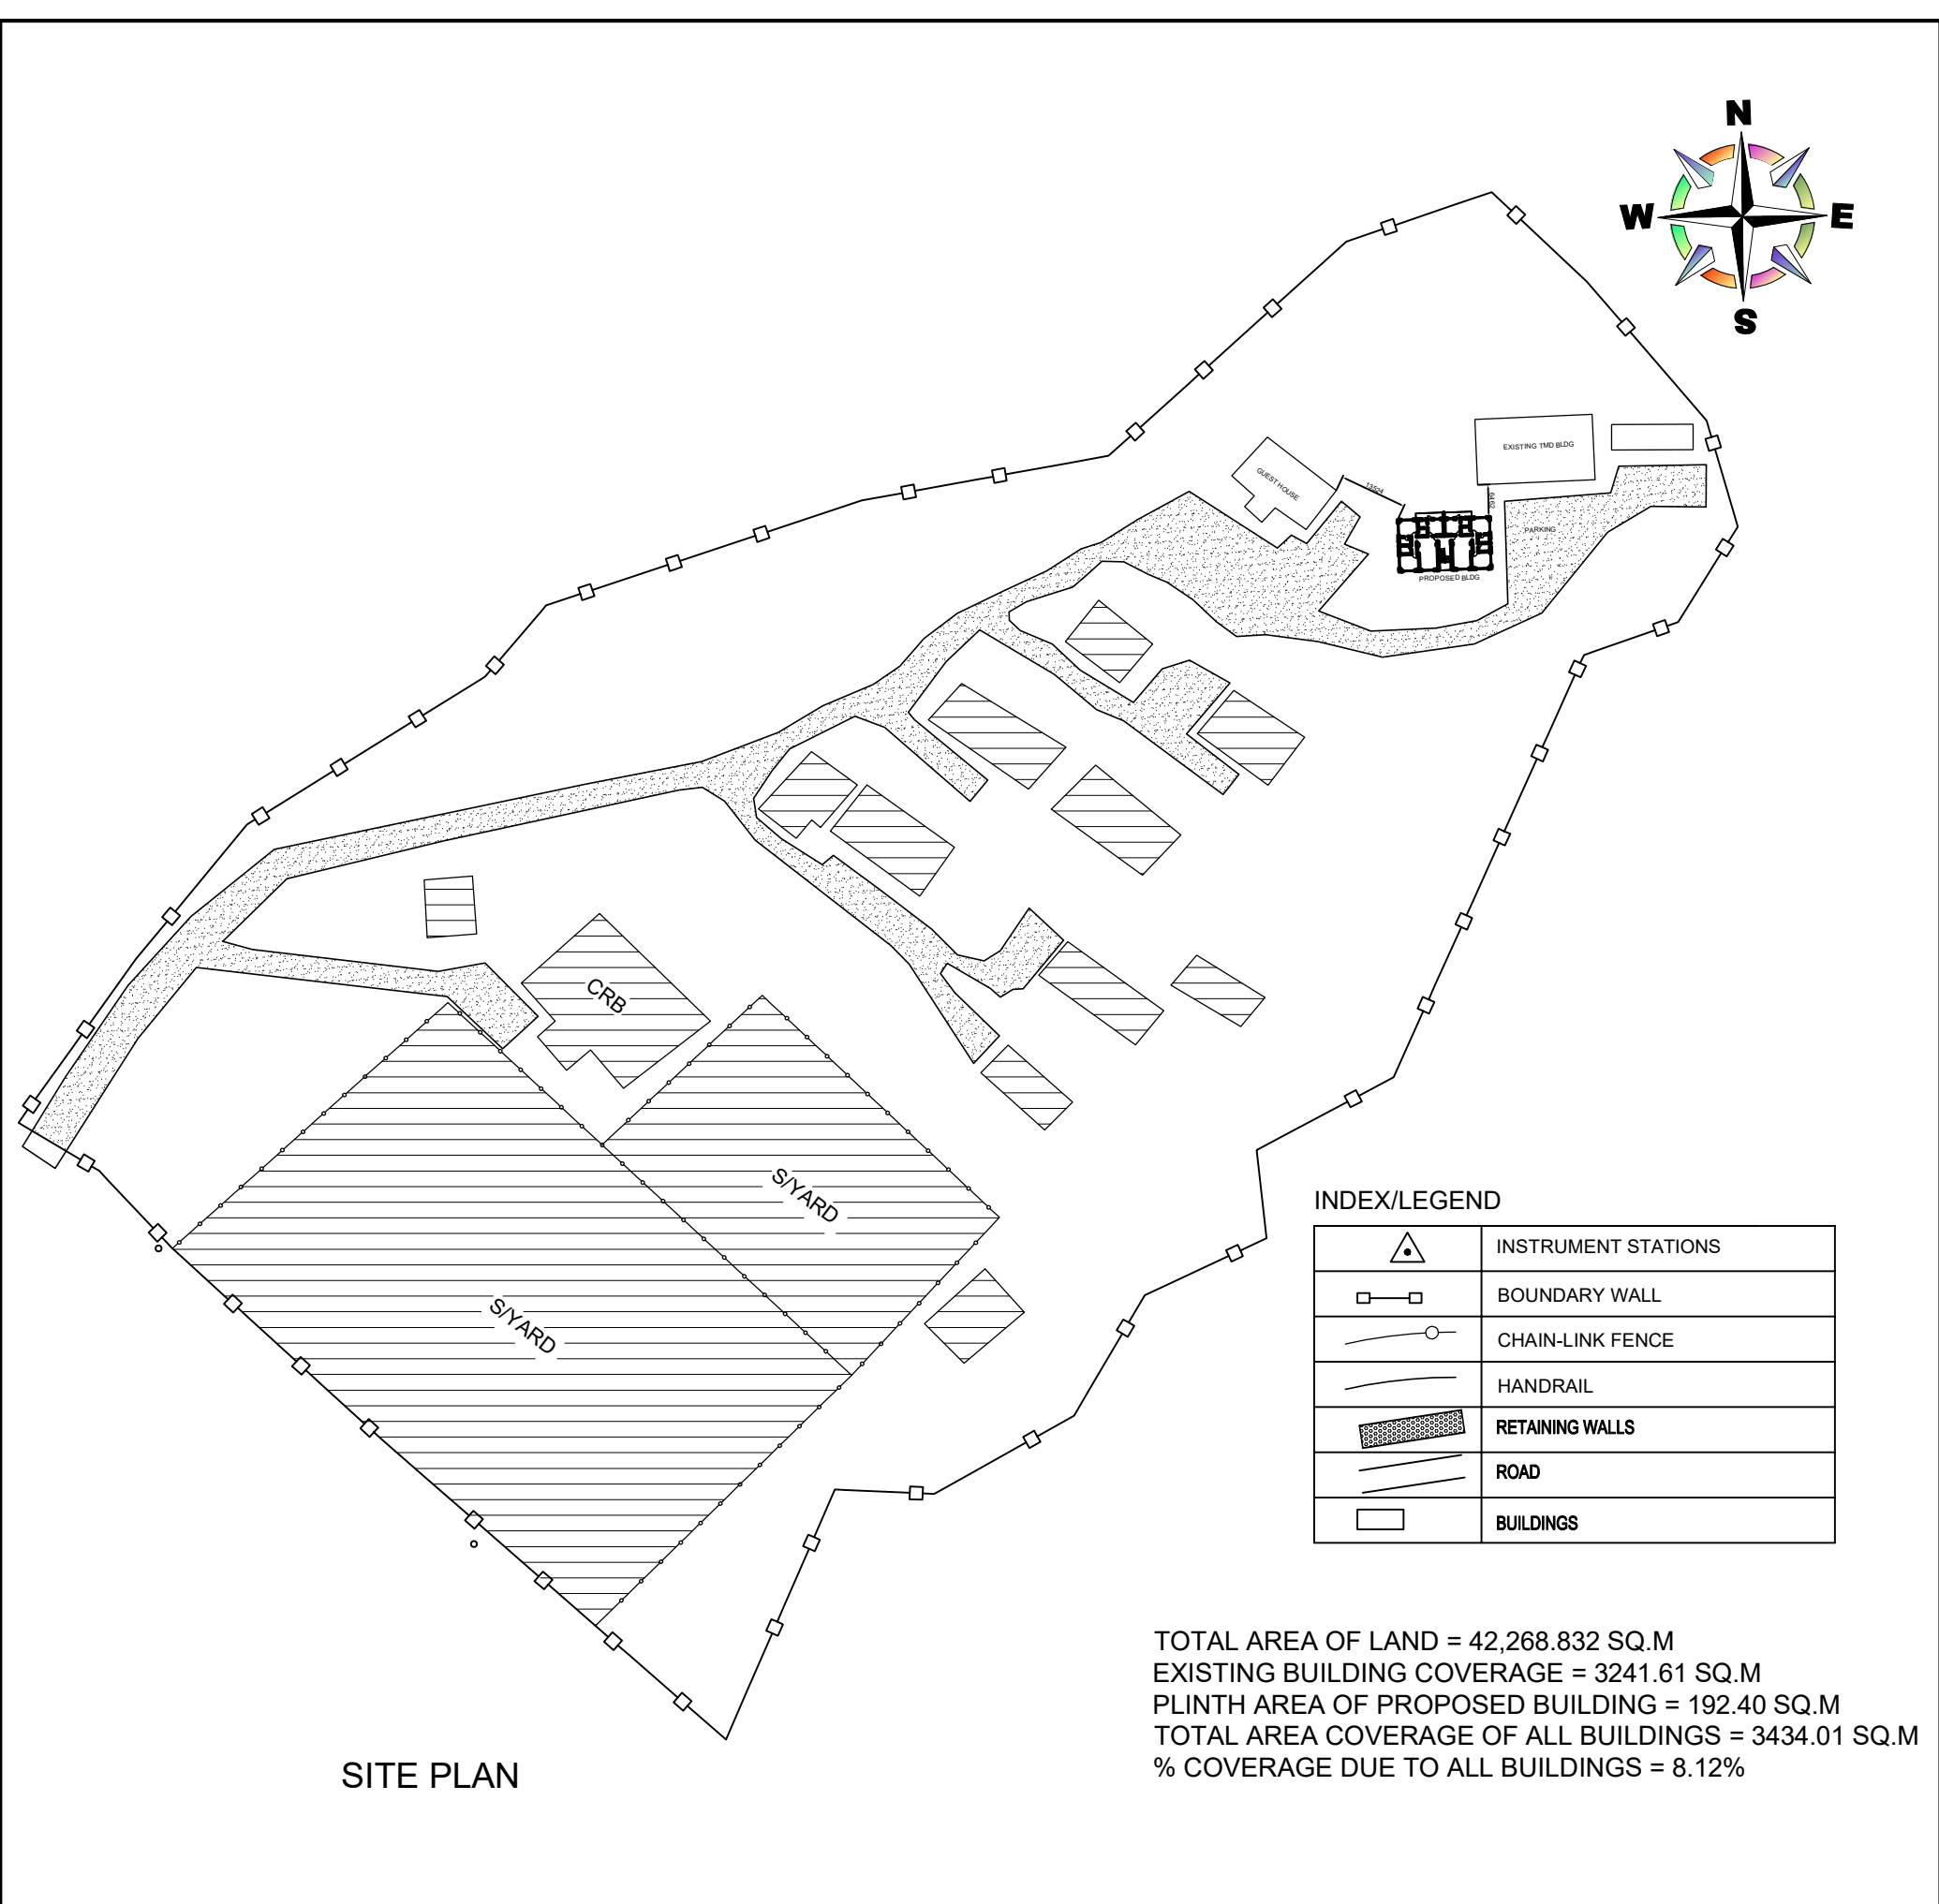 N
W
E
S
EXISTING TMD BLDG
GUEST HOUSE
13524
PARKING
PROPOSED BLDG
CRB
S/YARD
S/YARD
INDEX/LEGEND
INSTRUMENT STATIONS
BOUNDARY WALL
CHAIN-LINK FENCE
HANDRAIL
RETAINING WALLS
ROAD
BUILDINGS
TOTAL AREA OF LAND = 42,268.832 SQ.M
EXISTING BUILDING COVERAGE = 3241.61 SQ.M
PLINTH AREA OF PROPOSED BUILDING = 192.40 SQ.M
TOTAL AREA COVERAGE OF ALL BUILDINGS = 3434.01 SQ.M
% COVERAGE DUE TO ALL BUILDINGS = 8.12%
SITE PLAN